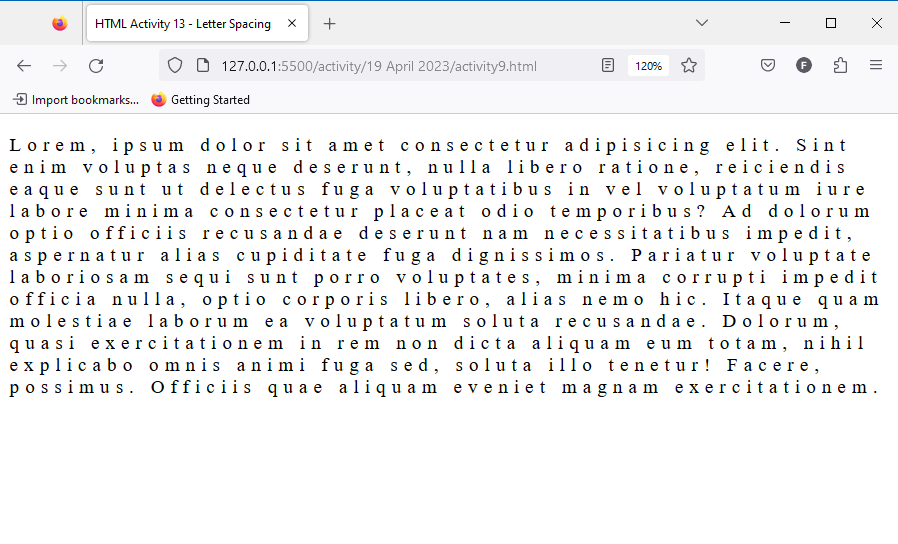 HTML Activity 13 - Letter Spacing
127.0.0.1:5500/activity/19 April 2023/activity9.html
120%
F
Import bookmarks...
Getting Started
Lorem, ipsum dolor sit amet consectetur adipisicing elit. Sint
enim voluptas neque deserunt, nulla libero ratione, reiciendis
eaque sunt ut delectus fuga voluptatibus in vel voluptatum iure
labore minima consectetur placeat odio temporibus? Ad dolorum
optio officiis recusandae deserunt nam necessitatibus impedit,
aspernatur alias cupiditate fuga dignissimos. Pariatur voluptate
laboriosam sequi sunt porro voluptates, minima corrupti impedit
officia nulla, optio corporis libero, alias nemo hic. Itaque quam
molestiae laborum ea voluptatum soluta recusandae. Dolorum,
quasi exercitationem in rem non dicta aliquam eum totam, nihil
explicabo omnis animi fuga sed, soluta illo tenetur! Facere,
possimus. Officiis quae aliquam eveniet magnam exercitationem.